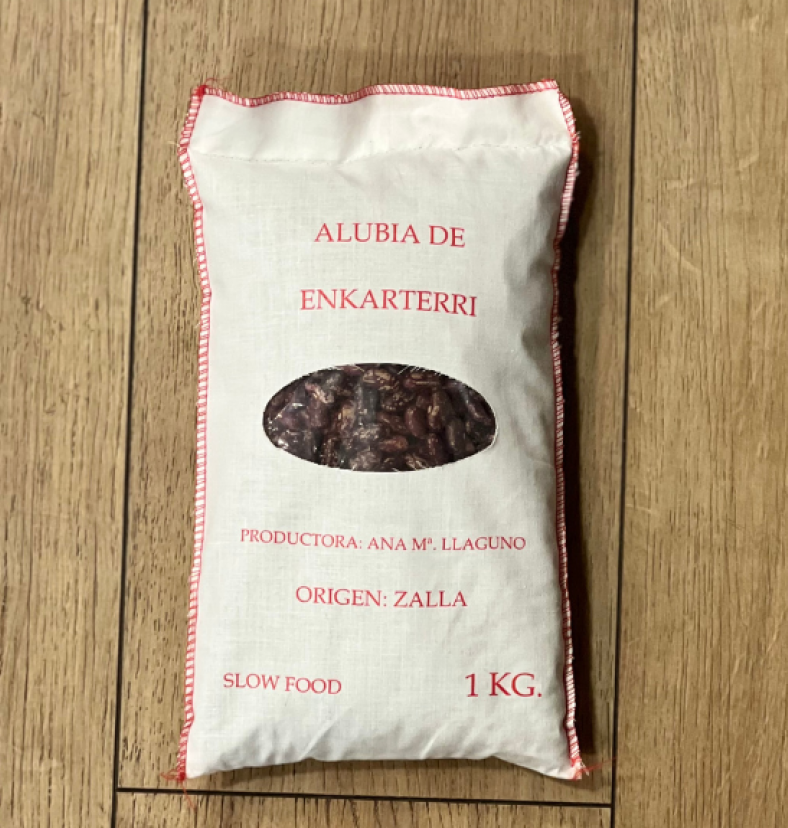 ALUBIA DE
ENKARTERRI
PRODUCTORA: ANA Mª. LLAGUNO
ORIGEN: ZALLA
SLOW FOOD
1 KG.